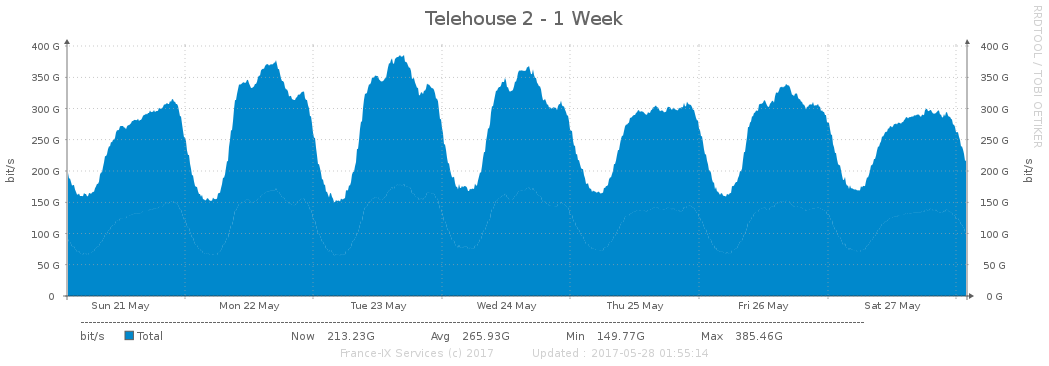 Telehouse 2 - 1 Week
RRDTOOL / TOBI OETIKER
bit/s
400 G
350 G
300 G
250 G
200 G
150 G
100 G
50 G
0
400 G
350 G
300 G
250 G
200 G
150 G
100 G
50 G
0 G
bit/s
Sun 21 May Mon 22 May Tue 23 May Wed 24 May Thu 25 May Fri 26 May Sat 27 May
bit/s Total Now 213.23G Avg 265.93G Min 149.77G Max 385.46G
France-IX Services (c) 2017 Updated : 2017-05-28 01:55:14